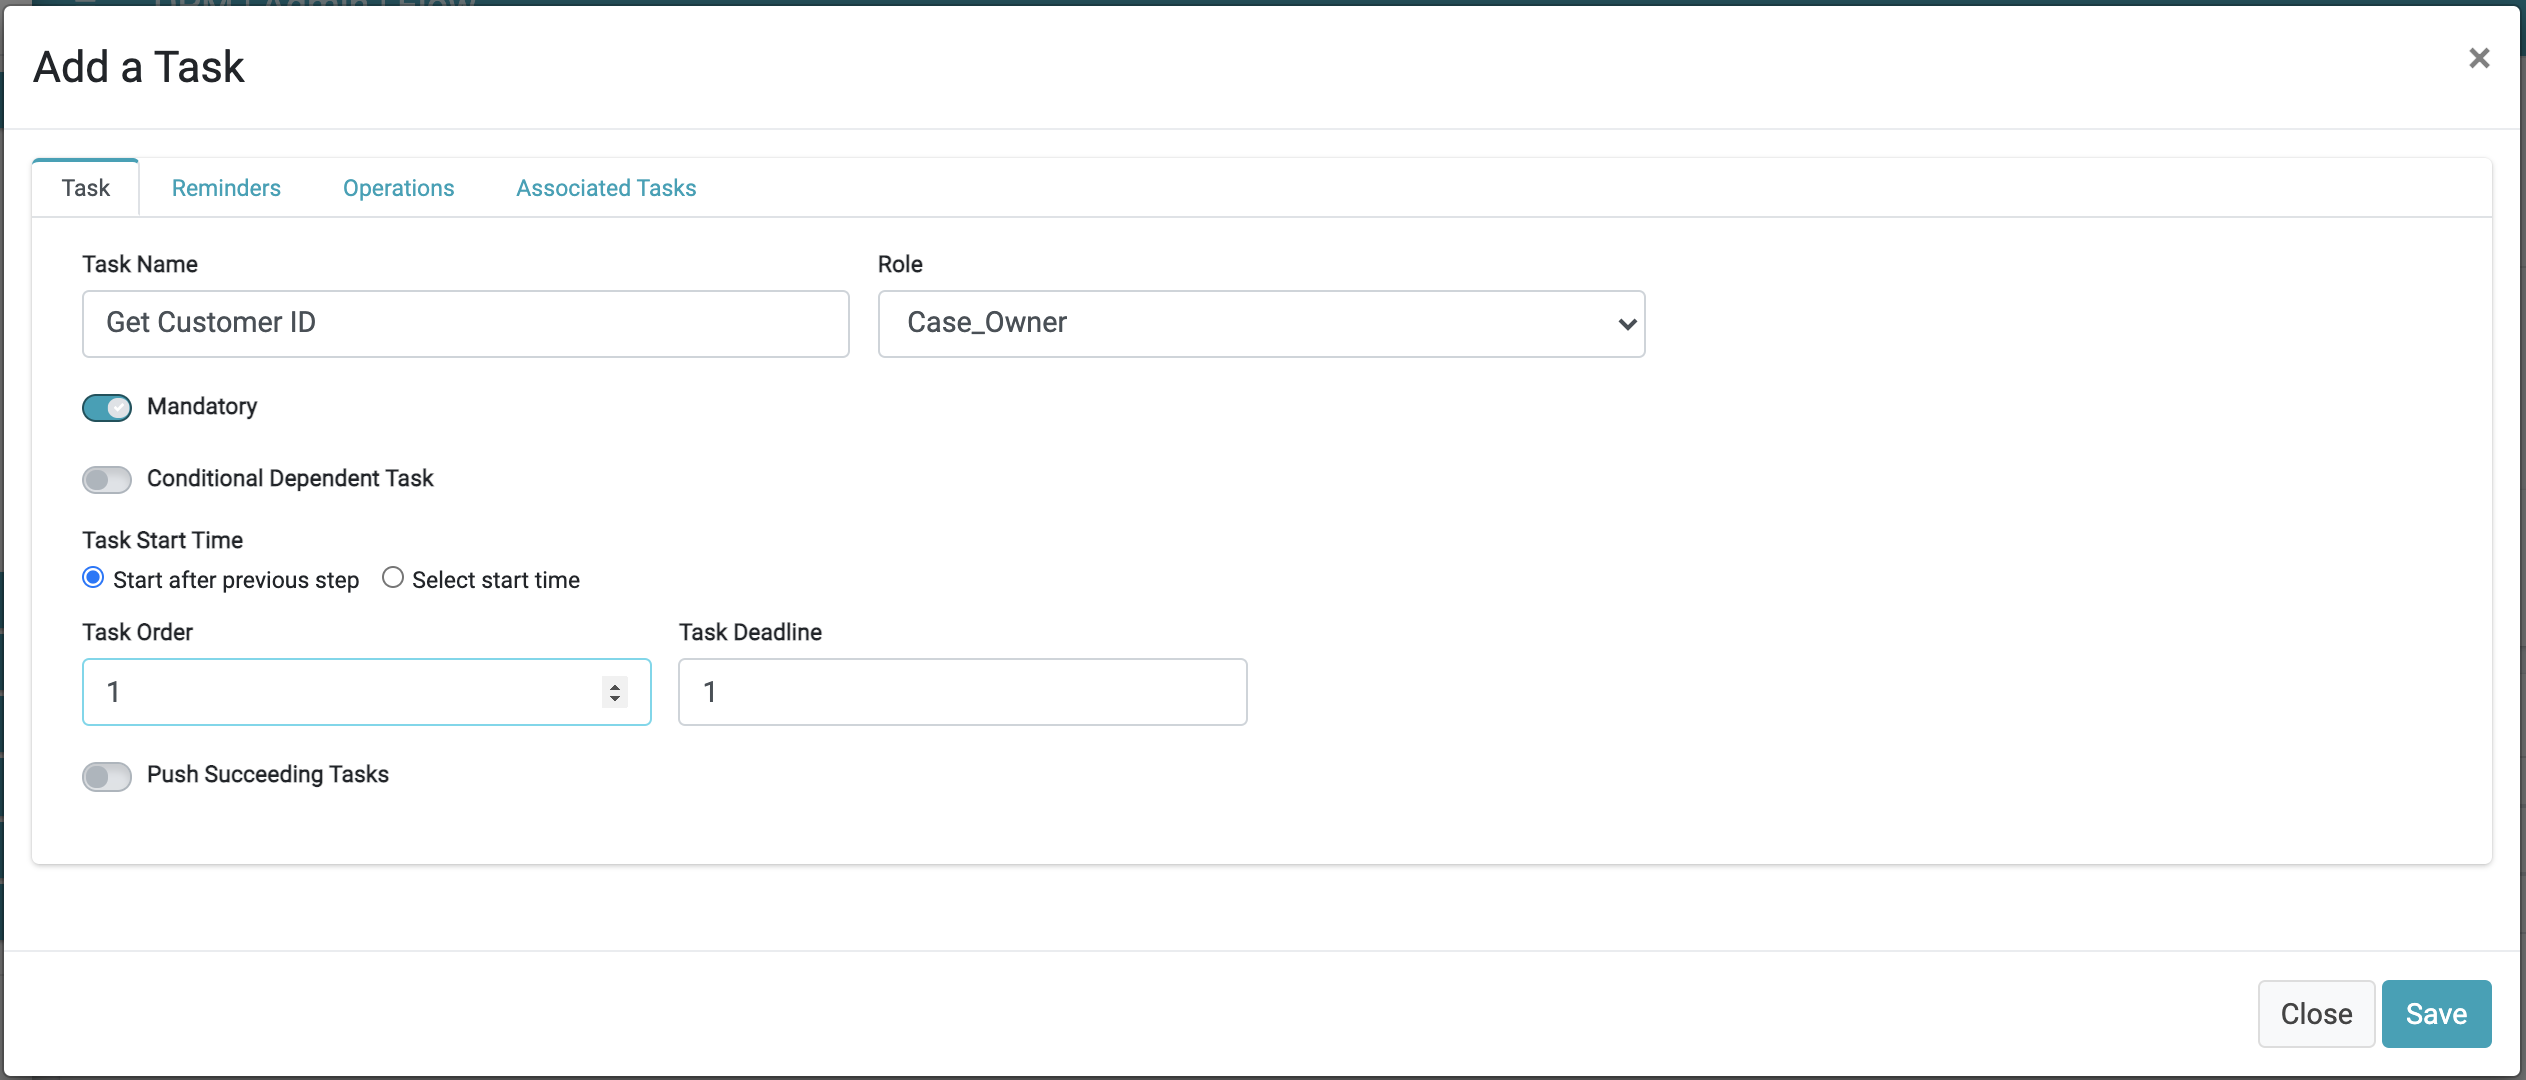 Add a Task
×
Task Reminders Operations Associated Tasks
Task Name Role
Get Customer ID Case_Owner
Mandatory
Conditional Dependent Task
Task Start Time
Start after previous step Select start time
Task Order Task Deadline
1 1
Push Succeeding Tasks
Close Save